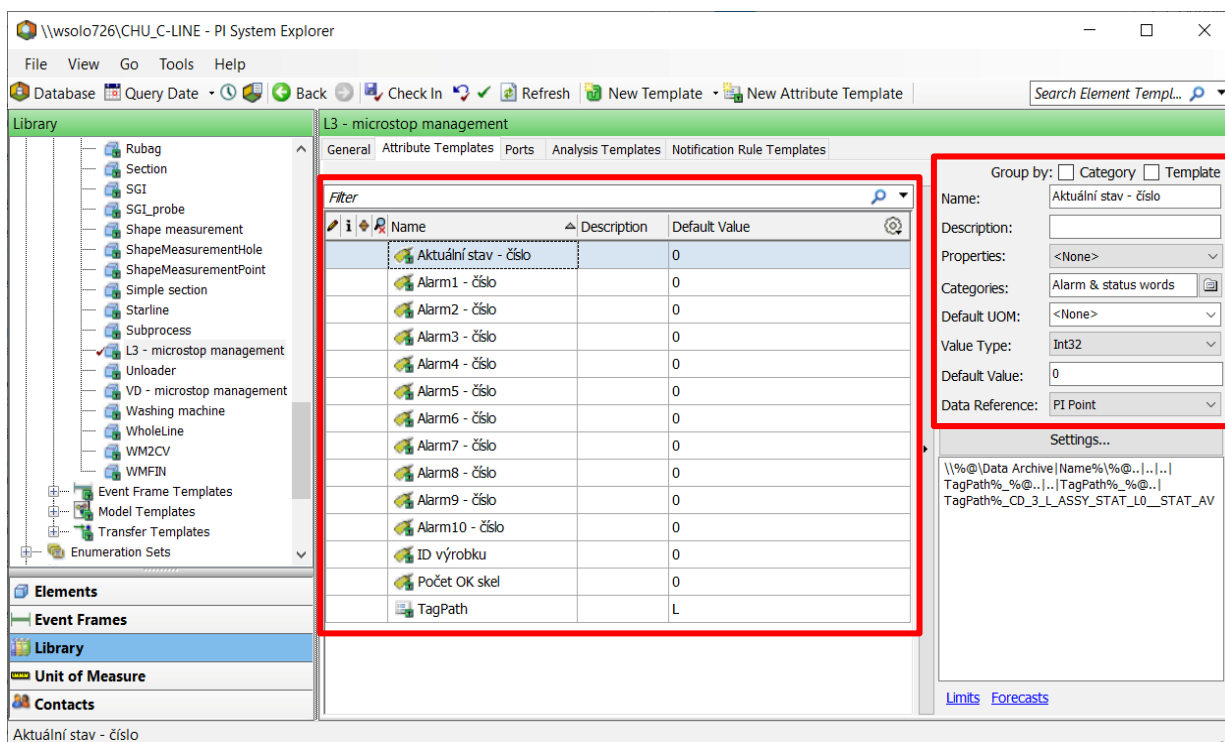 \\wsolo726\CHU_C-LINE - PI System Explorer
File View Go Tools Help
Database Query Date Back Check In Refresh New Template New Attribute Template Search Element Templ...
Library
Rubag
Section
SGI
SGI_probe
Shape measurement
ShapeMeasurementHole
ShapeMeasurementPoint
Simple section
Starline
Subprocess
L3 - microstop management
Unloader
VD - microstop management
Washing machine
WholeLine
WM2CV
WMFIN
Event Frame Templates
Model Templates
Transfer Templates
Enumeration Sets
Elements
Event Frames
Library
Unit of Measure
Contacts
L3 - microstop management
General Attribute Templates Ports Analysis Templates Notification Rule Templates
Filter
Name Description Default Value
Aktuální stav - číslo 0
Alarm1 - číslo 0
Alarm2 - číslo 0
Alarm3 - číslo 0
Alarm4 - číslo 0
Alarm5 - číslo 0
Alarm6 - číslo 0
Alarm7 - číslo 0
Alarm8 - číslo 0
Alarm9 - číslo 0
Alarm10 - číslo 0
ID výrobku 0
Počet OK skel 0
TagPath L
Group by: Category Template
Name: Aktuální stav - číslo
Description:
Properties: <None>
Categories: Alarm & status words
Default UOM: <None>
Value Type: Int32
Default Value: 0
Data Reference: PI Point
Settings...
\\%@\Data Archive|Name%\%@..|..|..|
TagPath%_%@..|..|TagPath%_%@..|
TagPath%_CD_3_L_ASSY_STAT_L0__STAT_AV
Limits Forecasts
Aktuální stav - číslo